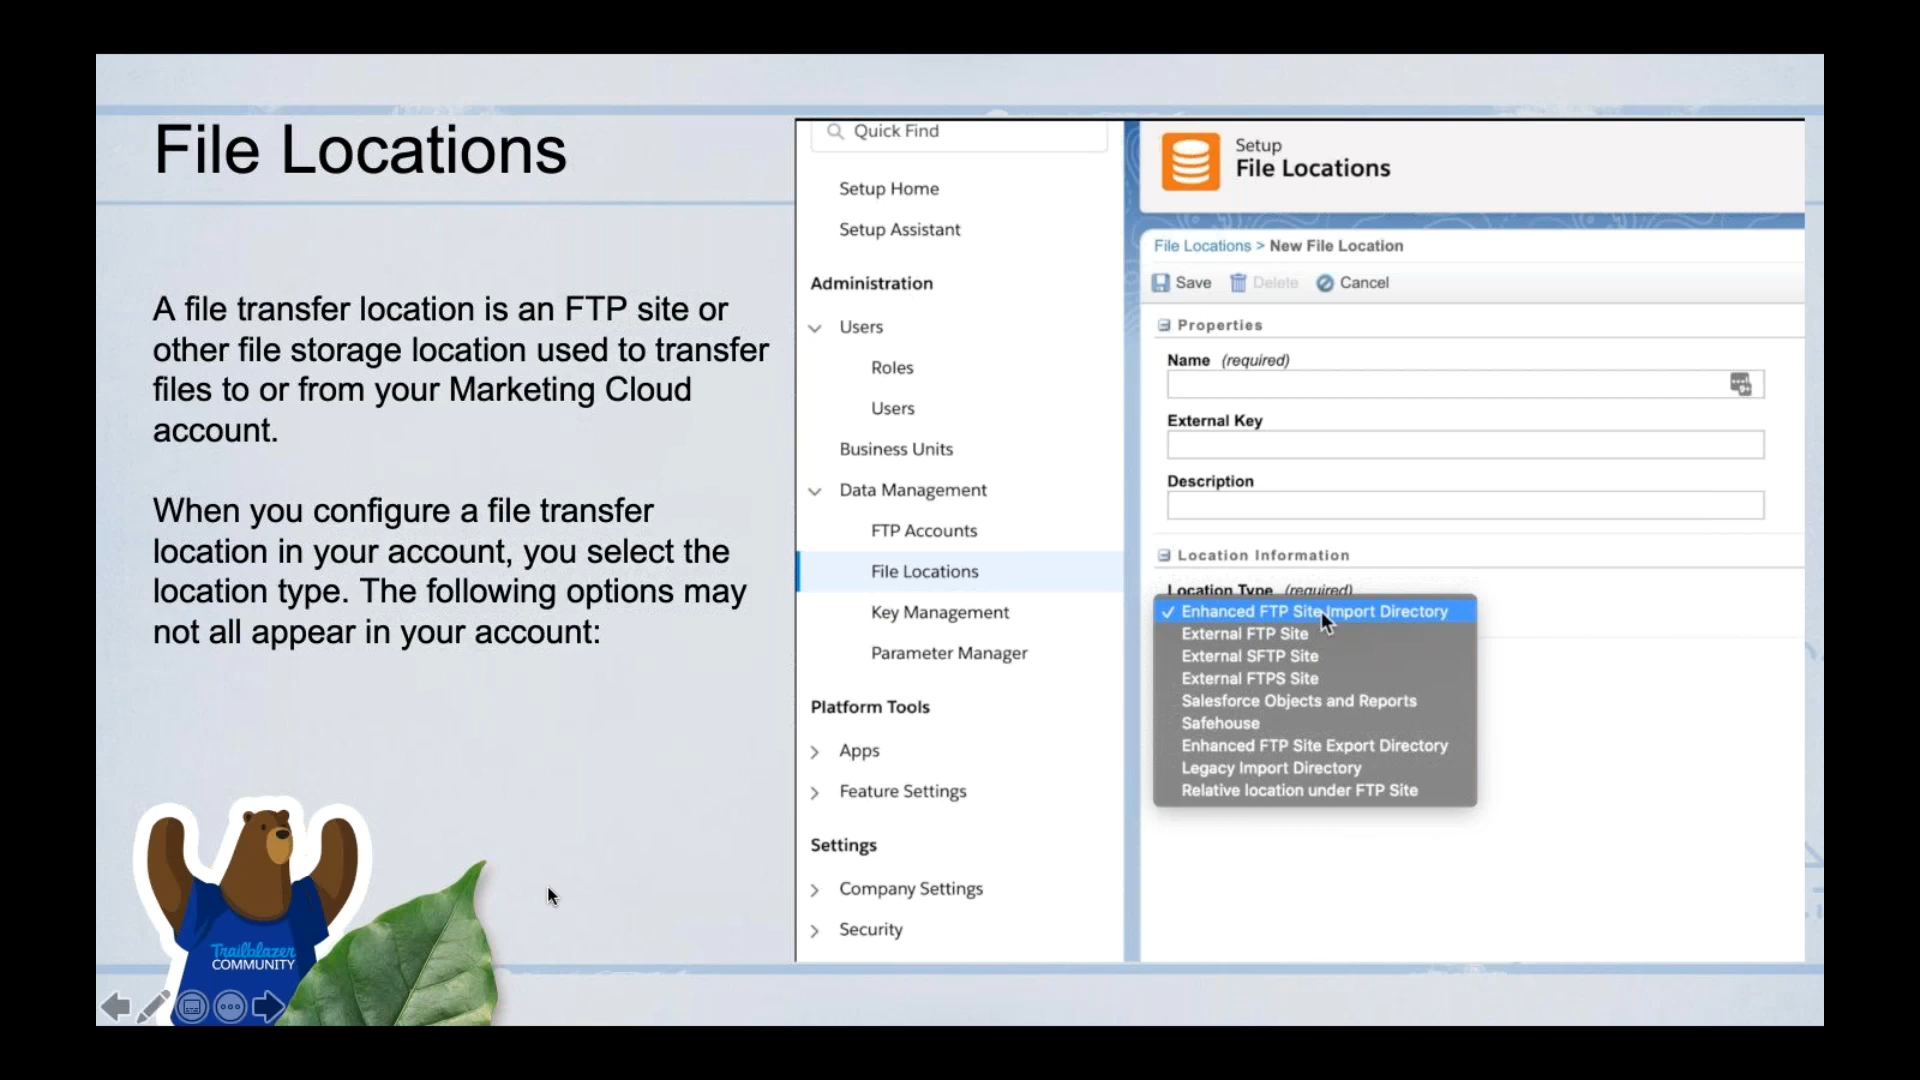 File Locations
A file transfer location is an FTP site or
other file storage location used to transfer
files to or from your Marketing Cloud
account.
When you configure a file transfer
location in your account, you select the
location type. The following options may
not all appear in your account:
Trailblazer
COMMUNITY
Quick Find
Setup Home
Setup Assistant
Administration
Users
Roles
Users
Business Units
Data Management
FTP Accounts
File Locations
Key Management
Parameter Manager
Platform Tools
Apps
Feature Settings
Settings
Company Settings
Security
Setup
File Locations
File Locations > New File Location
Save Delete Cancel
Properties
Name (required)
External Key
Description
Location Information
Location Type (required)
Enhanced FTP Site Import Directory
External FTP Site
External SFTP Site
External FTPS Site
Salesforce Objects and Reports
Safehouse
Enhanced FTP Site Export Directory
Legacy Import Directory
Relative location under FTP Site